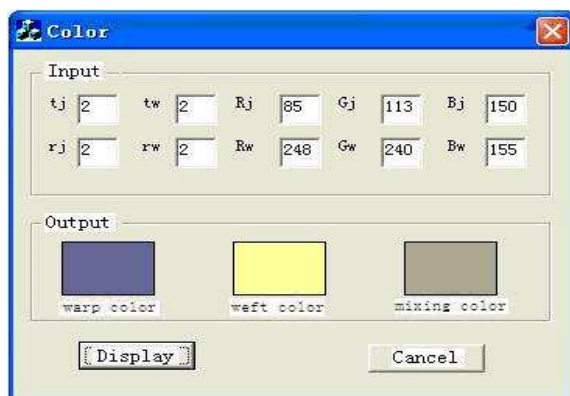 Color
Input
tj 2 tw 2 Rj 85 Gj 113 Bj 150
rj 2 rw 2 Rw 248 Gw 240 Bw 155
Output
warp color weft color mixing color
Display Cancel